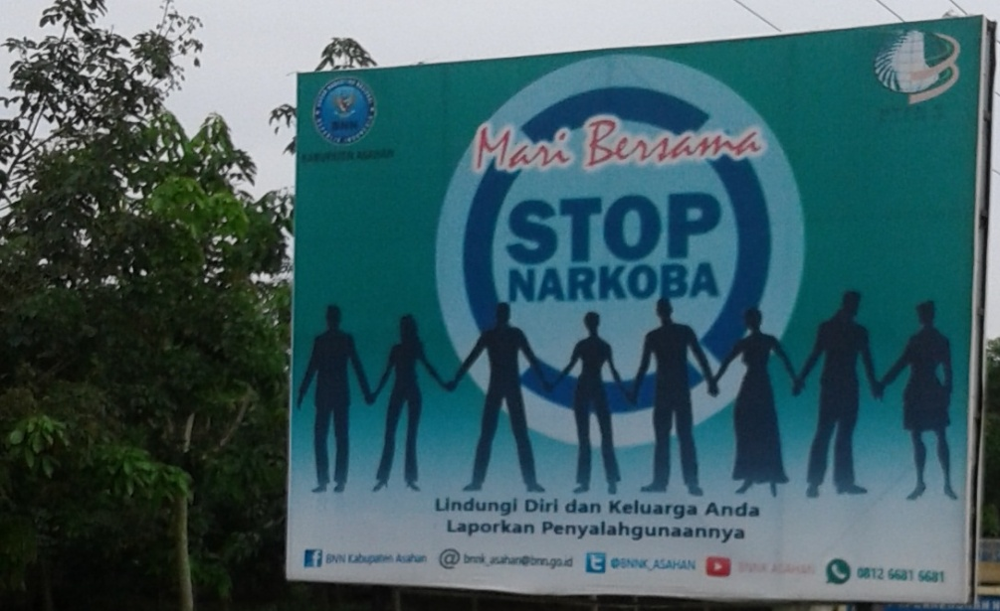 BNN
KABUPATEN ASAHAN
Mari Bersama
STOP
NARKOBA
Lindungi Diri dan Keluarga Anda
Laporkan Penyalahgunaannya
BNN Kabupaten Asahan
@ bnnk_asahan@bnn.go.id
@BNNK_ASAHAN
BNNK ASAHAN
0812 6681 6681